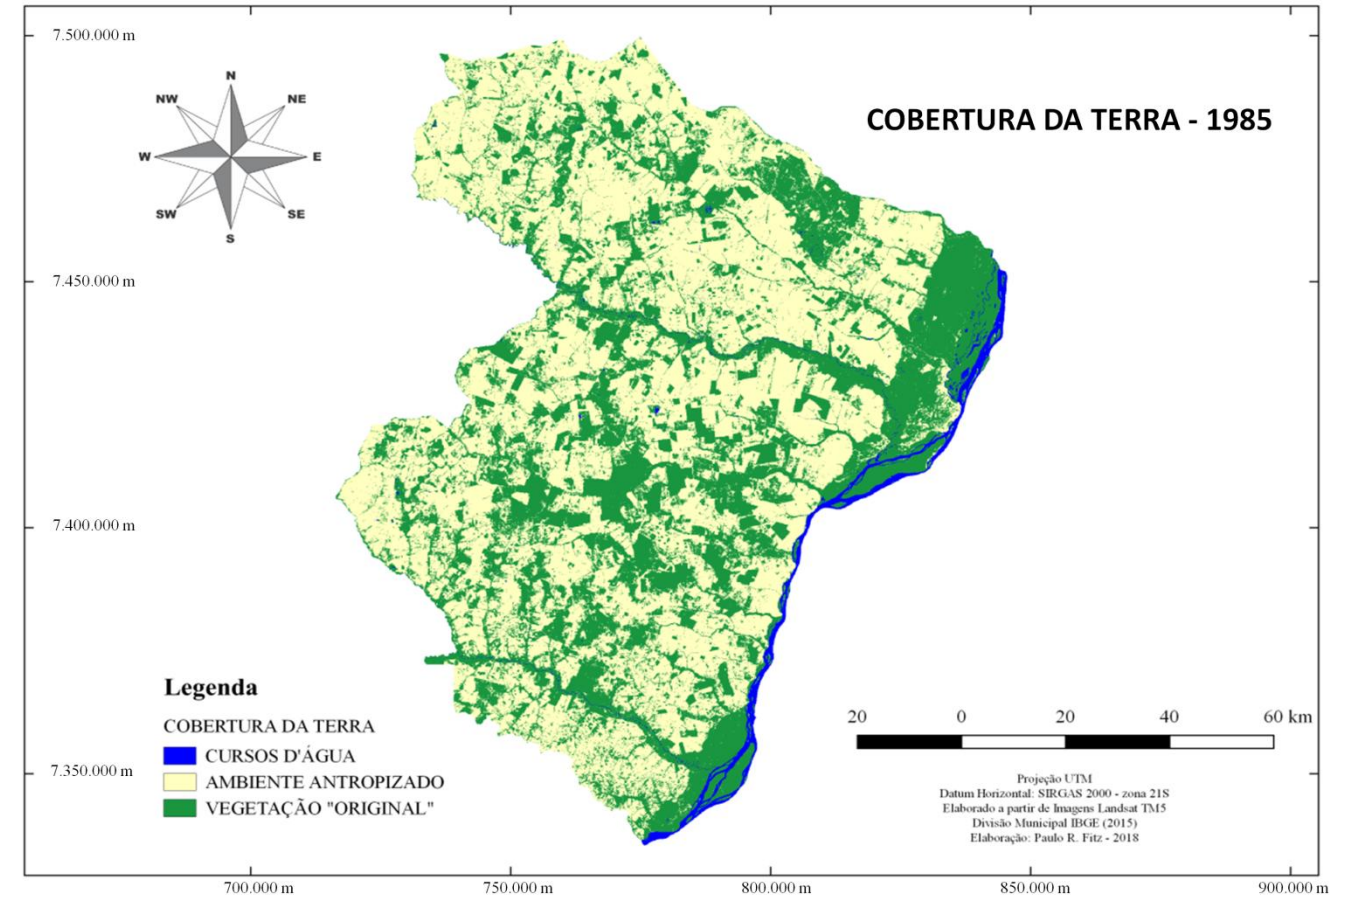 7.500.000 m
COBERTURA DA TERRA - 1985
N
NW
NE
W
E
SW
SE
S
7.450.000 m
7.400.000 m
7.350.000 m
Legenda
COBERTURA DA TERRA
CURSOS D'ÁGUA
AMBIENTE ANTROPIZADO
VEGETAÇÃO "ORIGINAL"
20 0 20 40 60 km
Projeção UTM
Datum Horizontal: SIRGAS 2000 - zona 21S
Elaborado a partir de Imagens Landsat TM5
Divisão Municipal IBGE (2015)
Elaboração: Paulo R. Fitz - 2018
700.000 m 750.000 m 800.000 m 850.000 m 900.000 m